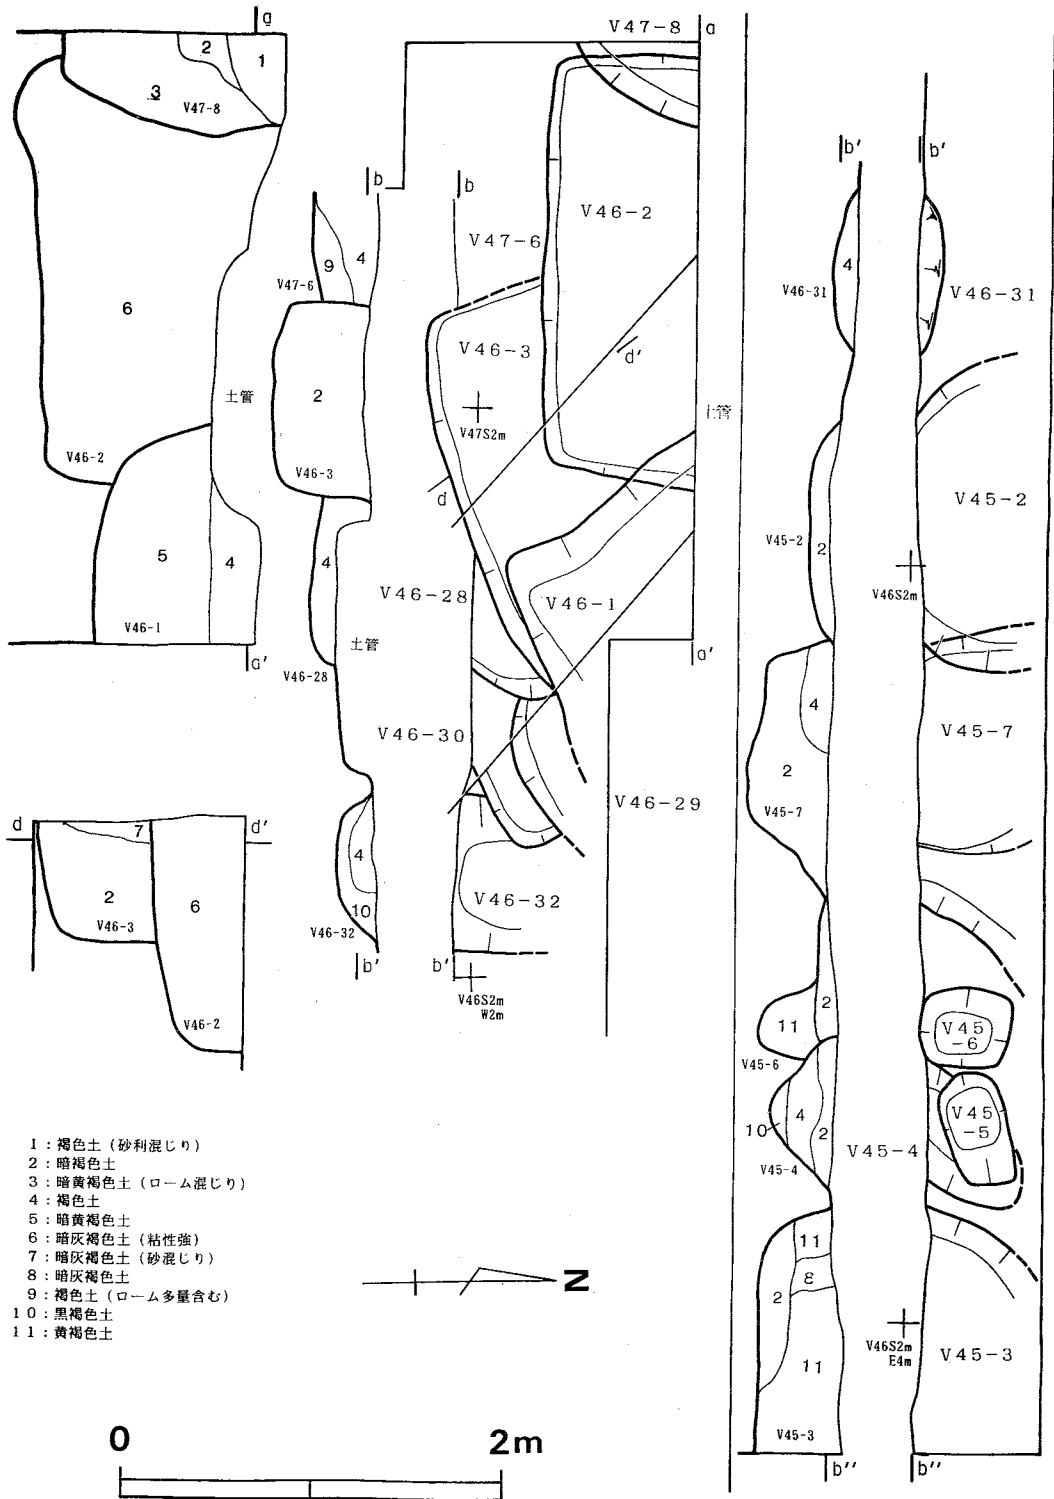 a
2
1
3
V47-8
6
土管
V46-2
5
4
V46-1
a'
b
9
4
V47-6
2
V46-3
4
土管
V46-28
4
10
V46-32
b'
V47-8
a
b
V47-6
V46-2
V46-3
d'
V47S2m
土管
d
V46-28
V46-1
a'
V46-30
V46-29
V46-32
b'
V46S2m
W2m
b'
b'
4
V46-31
V46-31
V45-2
2
V45-2
V46S2m
4
V45-7
2
V45-7
2
11
V45
-6
V45-6
4
V45
-5
10
2
V45-4
V45-4
11
8
2
V46S2m
E4m
V45-3
11
V45-3
b''
b''
d
7
d'
2
6
V46-3
V46-2
1：褐色土（砂利混じり）
2：暗褐色土
3：暗黄褐色土（ローム混じり）
4：褐色土
5：暗黄褐色土
6：暗灰褐色土（粘性強）
7：暗灰褐色土（砂混じり）
8：暗灰褐色土
9：褐色土（ローム多量含む）
10：黒褐色土
11：黄褐色土
N
0
2m